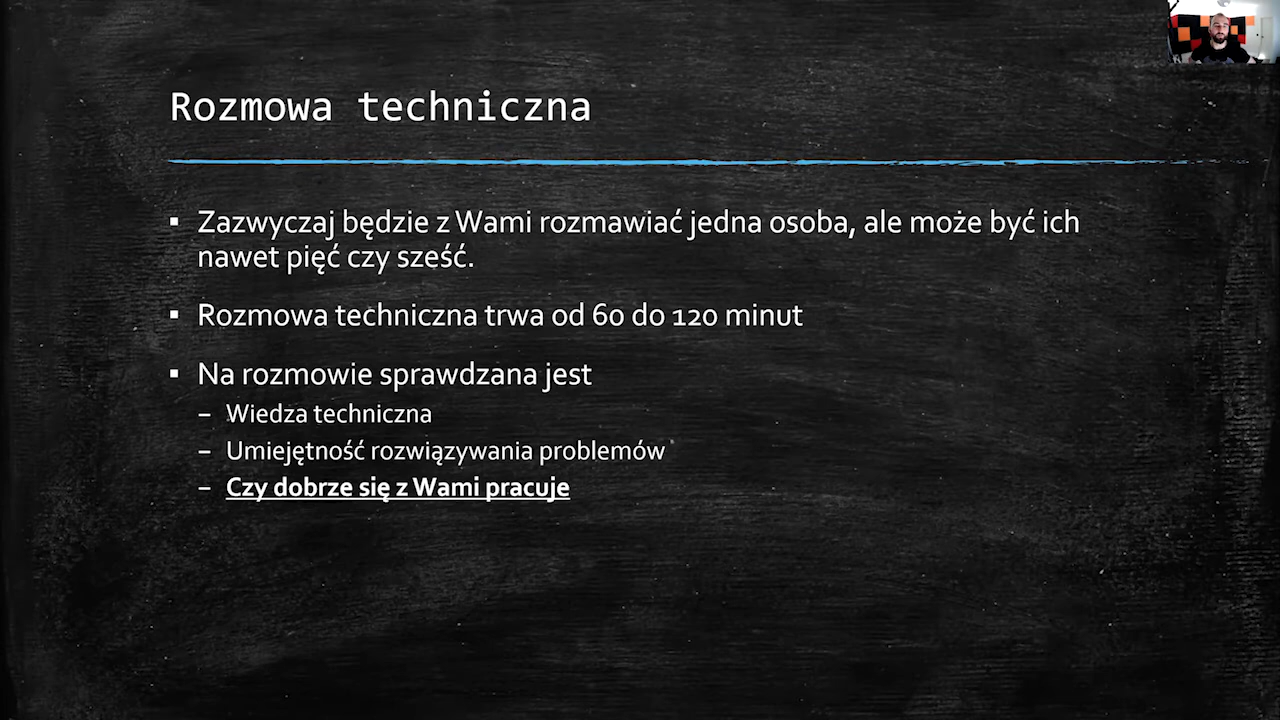 Rozmowa techniczna
▪ Zazwyczaj będzie z Wami rozmawiać jedna osoba, ale może być ich
nawet pięć czy sześć.
▪ Rozmowa techniczna trwa od 60 do 120 minut
▪ Na rozmowie sprawdzana jest
– Wiedza techniczna
– Umiejętność rozwiązywania problemów
– Czy dobrze się z Wami pracuje